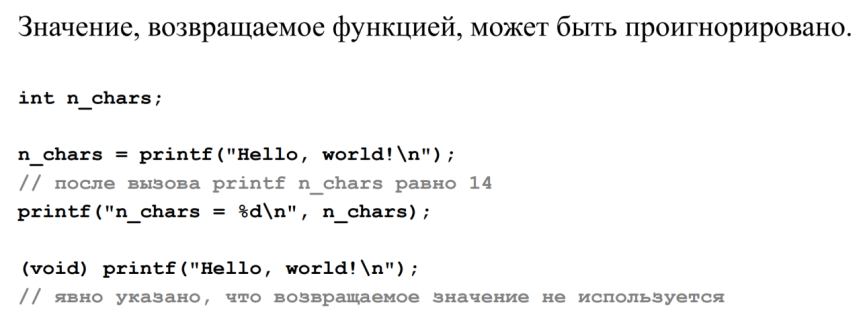 Значение, возвращаемое функцией, может быть проигнорировано.
int n_chars;
n_chars = printf("Hello, world!\n");
// после вызова printf n_chars равно 14
printf("n_chars = %d\n", n_chars);
(void) printf("Hello, world!\n");
// явно указано, что возвращаемое значение не используется